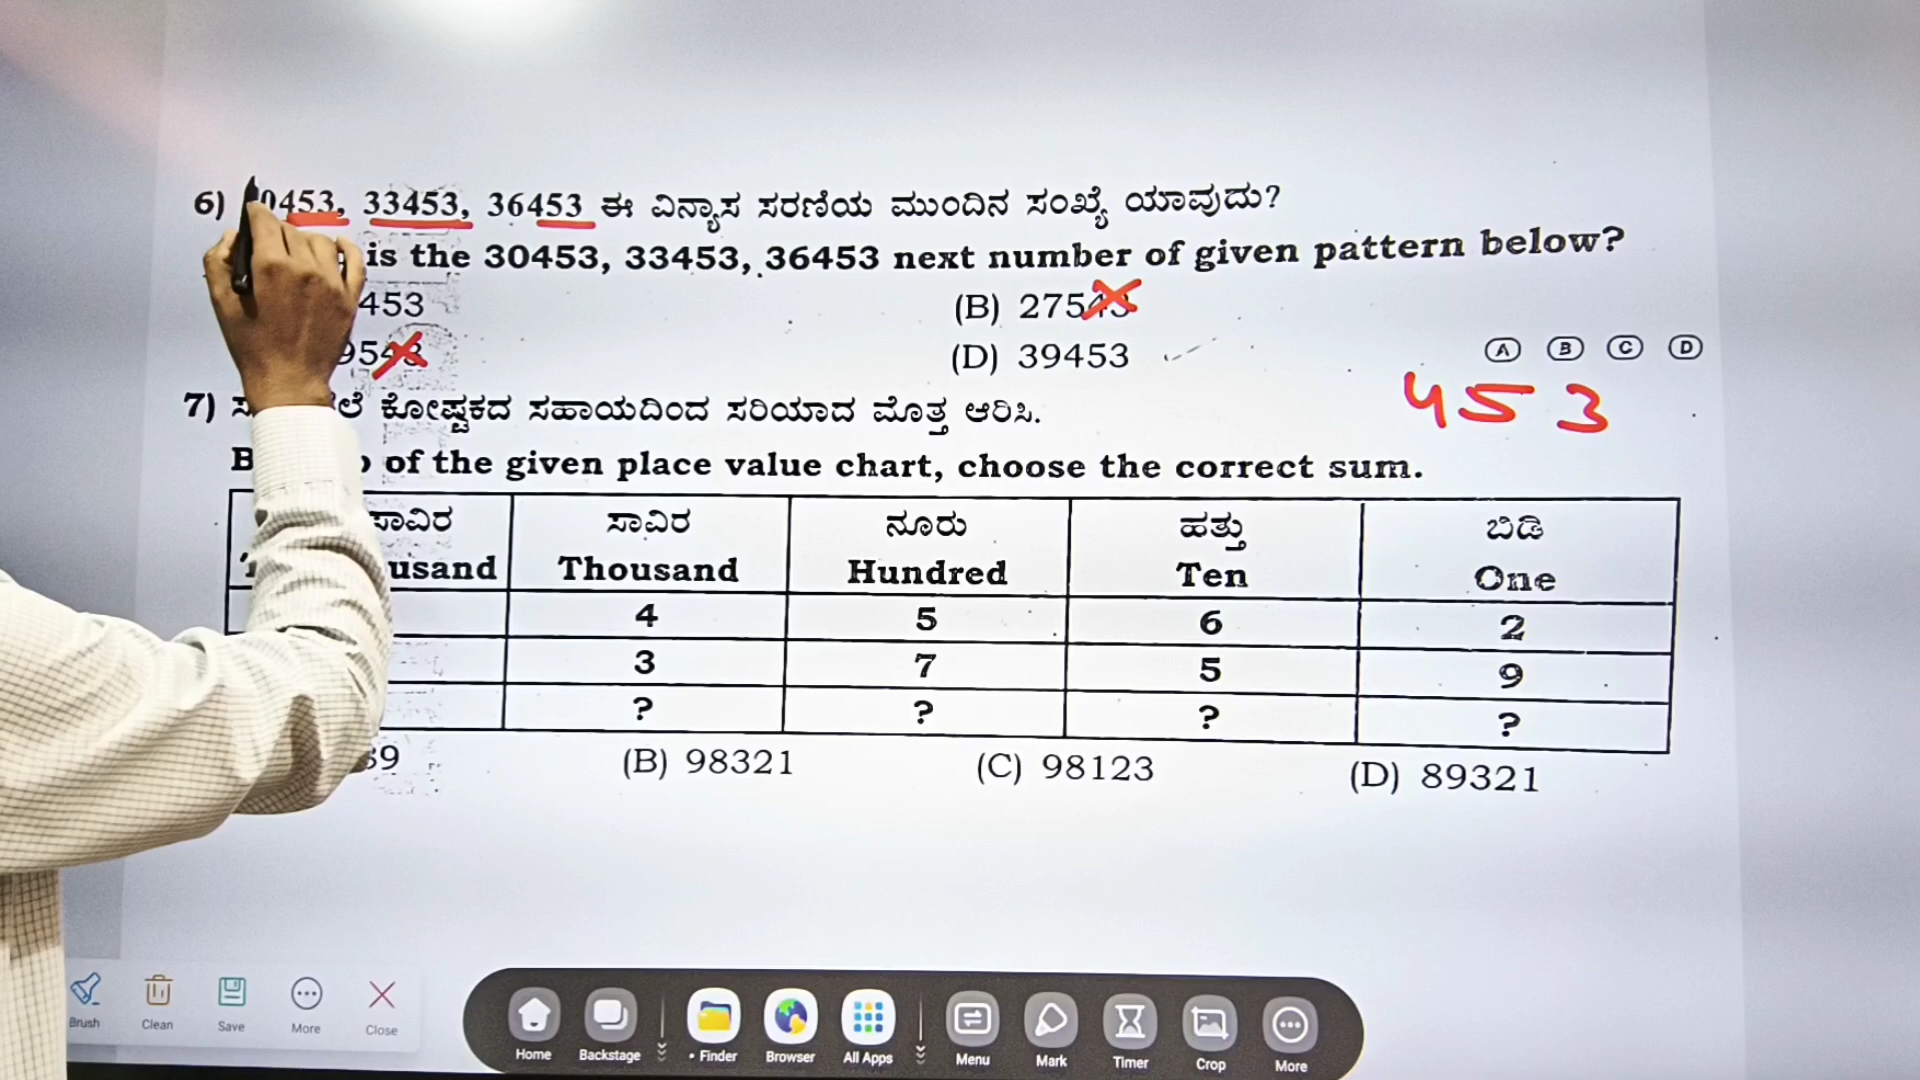 6) 0453, 33453, 36453 ಈ ವಿನ್ಯಾಸ ಸರಣಿಯ ಮುಂದಿನ ಸಂಖ್ಯೆ ಯಾವುದು?
is the 30453, 33453, 36453 next number of given pattern below?
453 (B) 27543
9543 (D) 39453
A B C D
453
7) ಕೋಷ್ಟಕದ ಸಹಾಯದಿಂದ ಸರಿಯಾದ ಮೊತ್ತ ಆರಿಸಿ.
of the given place value chart, choose the correct sum.
ಸಾವಿರ ಸಾವಿರ ನೂರು ಹತ್ತು ಬಿಡಿ
usand Thousand Hundred Ten One
4 5 6 2
3 7 5 9
? ? ? ?
39 (B) 98321 (C) 98123 (D) 89321
Brush Clean Save More Close
Home Backstage Finder Browser All Apps Menu Mark Timer Crop More